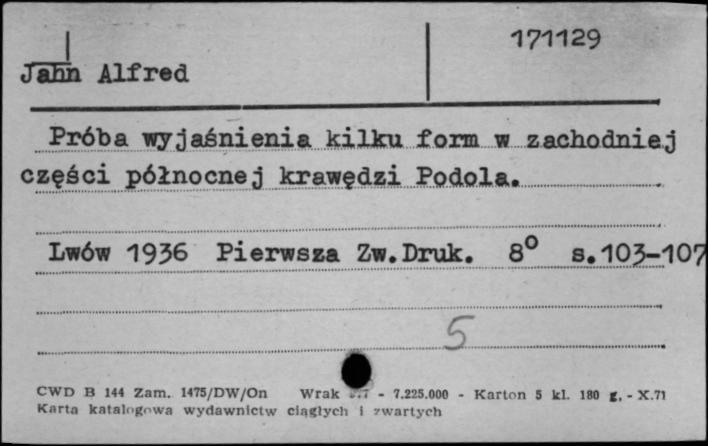 171129
Jahn Alfred
Próba wyjaśnienia kilku form w zachodniej
części północnej krawędzi Podola.
Lwów 1936 Pierwsza Zw.Druk. 8° s.103-107
5
CWD B 144 Zam. 1475/DW/On Wrak - 7.225.000 - Karton 5 kl. 180 g. - X.71
Karta katalogowa wydawnictw ciągłych i zwartych